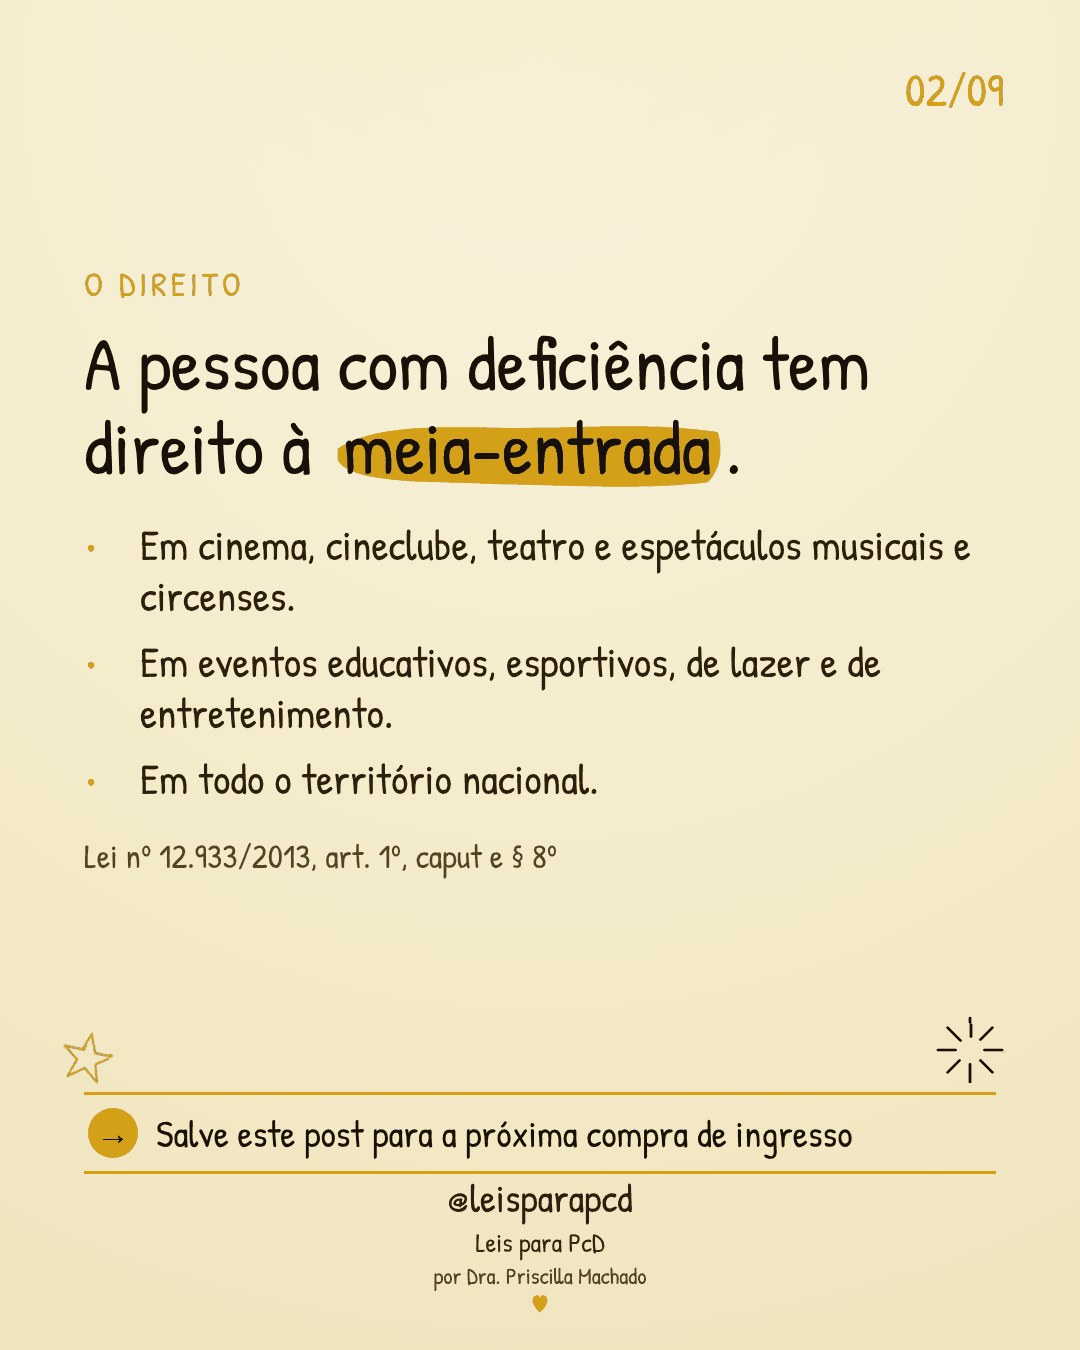 02/09
O DIREITO
A pessoa com deficiência tem
direito à meia-entrada.
• Em cinema, cineclube, teatro e espetáculos musicais e
circenses.
• Em eventos educativos, esportivos, de lazer e de
entretenimento.
• Em todo o território nacional.
Lei nº 12.933/2013, art. 1º, caput e § 8º
→ Salve este post para a próxima compra de ingresso
@leisparapcd
Leis para PcD
por Dra. Priscilla Machado